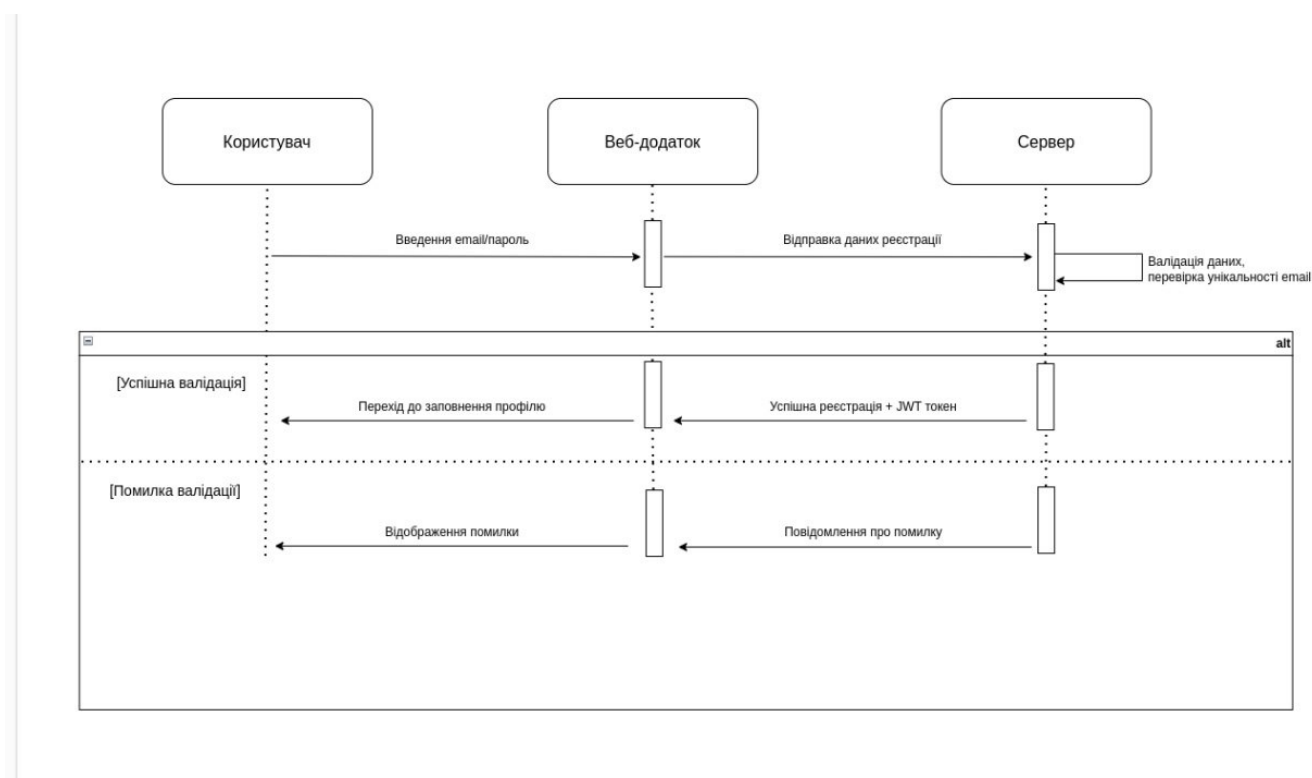 Користувач
Веб-додаток
Сервер
Введення email/пароль
Відправка даних реєстрації
Валідація даних,
перевірка унікальності email
alt
[Успішна валідація]
Перехід до заповнення профілю
Успішна реєстрація + JWT токен
[Помилка валідації]
Відображення помилки
Повідомлення про помилку